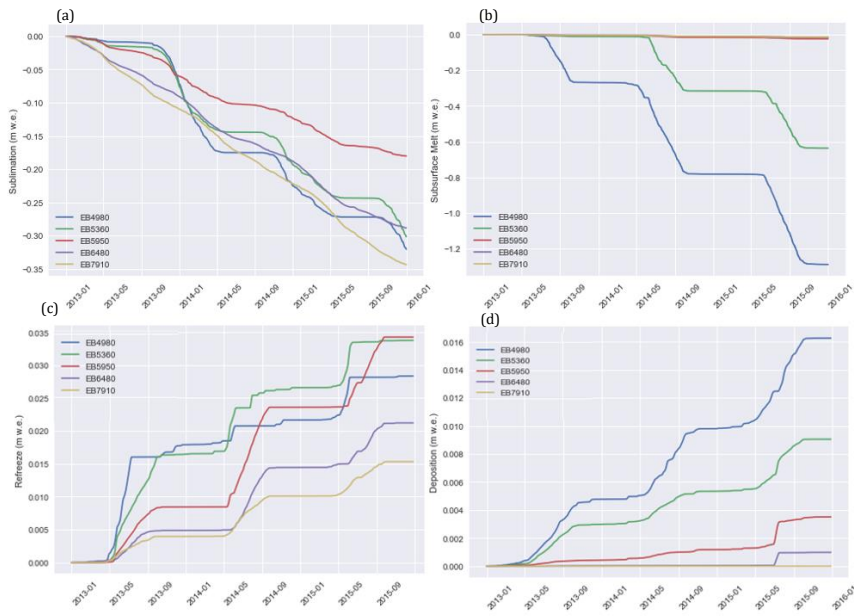 (a)
0.00
−0.05
−0.10
−0.15
−0.20
−0.25
−0.30
−0.35
Sublimation (m w.e.)
EB4980
EB5360
EB5950
EB6480
EB7910
2013-01
2013-05
2013-09
2014-01
2014-05
2014-09
2015-01
2015-05
2015-09
2016-01
(b)
0.0
−0.2
−0.4
−0.6
−0.8
−1.0
−1.2
Subsurface Melt (m w.e.)
EB4980
EB5360
EB5950
EB6480
EB7910
2013-01
2013-05
2013-09
2014-01
2014-05
2014-09
2015-01
2015-05
2015-09
2016-01
(c)
0.035
0.030
0.025
0.020
0.015
0.010
0.005
0.000
Refreeze (m w.e.)
EB4980
EB5360
EB5950
EB6480
EB7910
2013-01
2013-05
2013-09
2014-01
2014-05
2014-09
2015-01
2015-05
2015-09
(d)
0.016
0.014
0.012
0.010
0.008
0.006
0.004
0.002
0.000
Deposition (m w.e.)
EB4980
EB5360
EB5950
EB6480
EB7910
2013-01
2013-05
2013-09
2014-01
2014-05
2014-09
2015-01
2015-05
2015-09
2016-01